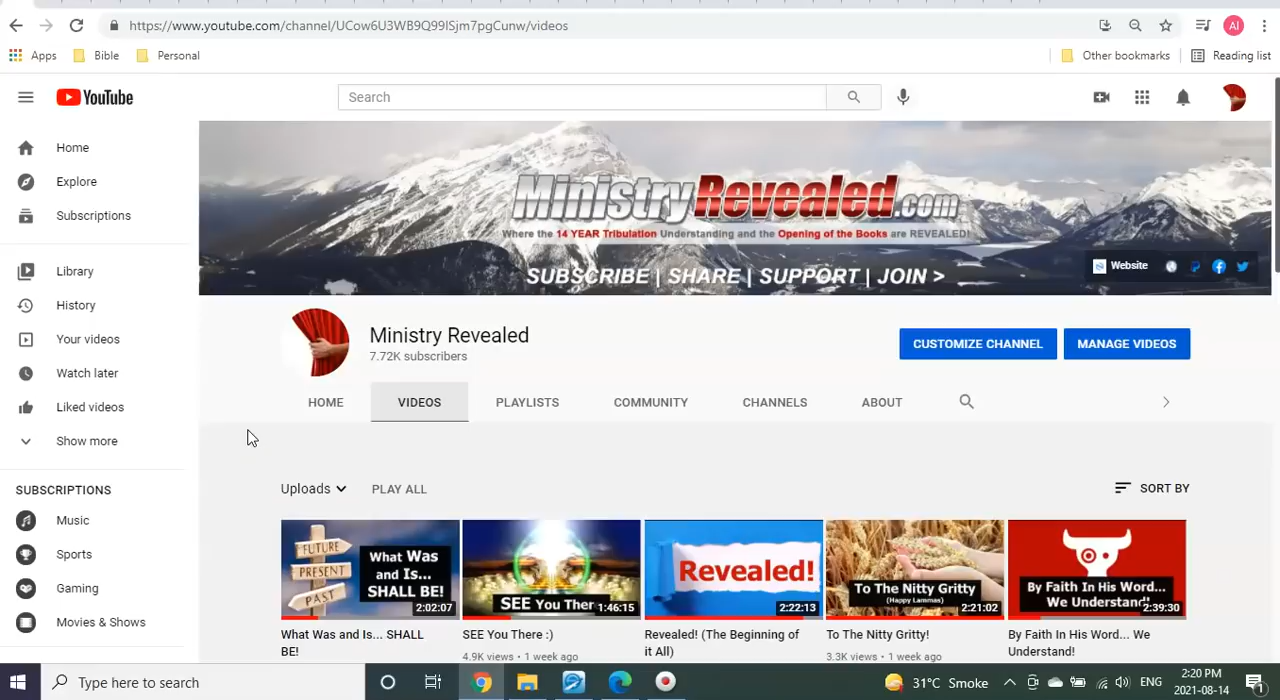 https://www.youtube.com/channel/UCow6U3WB9Q99ISjm7pgCunw/videos
AI
Apps Bible Personal Other bookmarks Reading list
YouTube
Search
Home
Explore
Subscriptions
Library
History
Your videos
Watch later
Liked videos
Show more
SUBSCRIPTIONS
Music
Sports
Gaming
Movies & Shows
MinistryRevealed.com
Where the 14 YEAR Tribulation Understanding and the Opening of the Books are REVEALED!
SUBSCRIBE | SHARE | SUPPORT | JOIN >
Website
Ministry Revealed
7.72K subscribers
CUSTOMIZE CHANNEL MANAGE VIDEOS
HOME VIDEOS PLAYLISTS COMMUNITY CHANNELS ABOUT
Uploads PLAY ALL SORT BY
FUTURE
PRESENT
PAST
What Was
and Is...
SHALL BE!
2:02:07
What Was and Is... SHALL
BE!
SEE You Ther
1:46:15
SEE You There :)
4.9K views • 1 week ago
Revealed!
2:22:13
Revealed! (The Beginning of
it All)
To The Nitty Gritty
(Happy Lammas)
2:21:02
To The Nitty Gritty!
3.3K views • 1 week ago
By Faith In His Word...
We Understand!
2:39:30
By Faith In His Word... We
Understand!
Type here to search
31°C Smoke
ENG
2:20 PM
2021-08-14
1